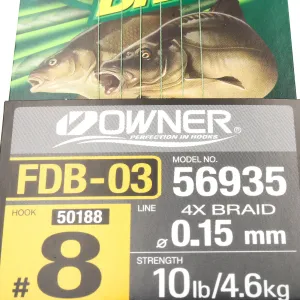 OWNER®
PERFECTION IN HOOKS
FDB-03
MODEL NO.
56935
HOOK
50188
LINE
4X BRAID
#8
ø 0.15 mm
STRENGTH
10lb/4.6kg